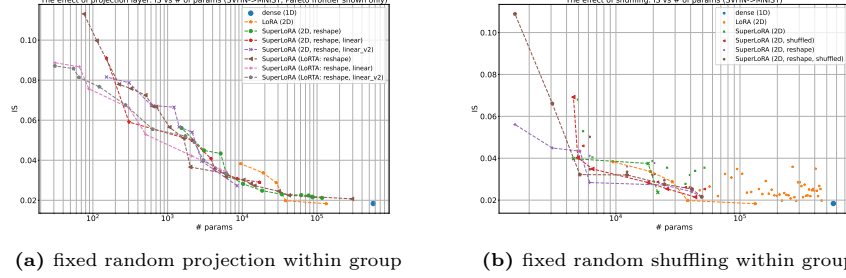 The effect of projection layer: IS vs # of params (SVHN->MNIST, Pareto frontier shown only)
dense (1D)
LoRA (2D)
SuperLoRA (2D, reshape)
SuperLoRA (2D, reshape, linear)
SuperLoRA (2D, reshape, linear_v2)
SuperLoRA (LoRTA: reshape)
SuperLoRA (LoRTA: reshape, linear)
SuperLoRA (LoRTA: reshape, linear_v2)
0.10
0.08
0.06
0.04
0.02
IS
10²
10³
10⁴
10⁵
# params
(a) fixed random projection within group
The effect of shuffling: IS vs # of params (SVHN->MNIST)
dense (1D)
LoRA (2D)
SuperLoRA (2D)
SuperLoRA (2D, shuffled)
SuperLoRA (2D, reshape)
SuperLoRA (2D, reshape, shuffled)
0.10
0.08
0.06
0.04
0.02
IS
10⁴
10⁵
# params
(b) fixed random shuffling within group